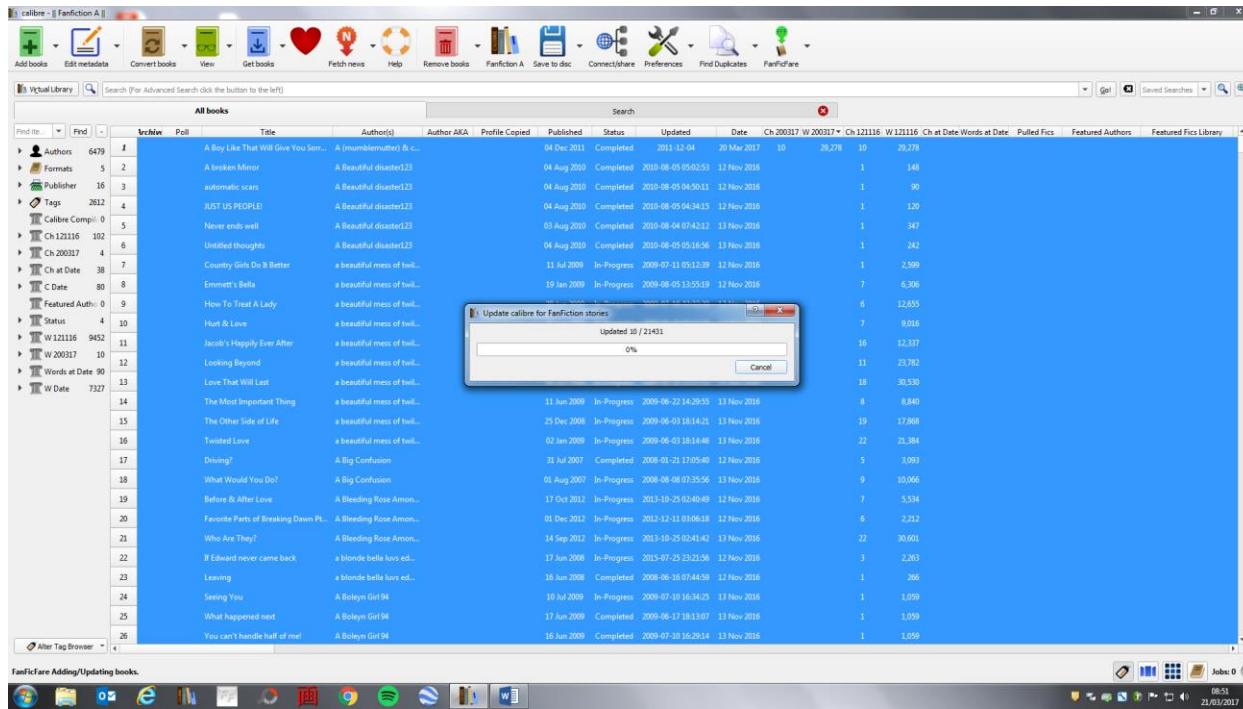 calibre - || Fanfiction A ||
Add books Edit metadata Convert books View Get books Fetch news Help Remove books Fanfiction A Save to disc Connect/share Preferences Find Duplicates FanFicFare
Virtual Library Search (For Advanced Search click the button to the left) Go! Saved Searches
All books Search
Find Ite... Find - Archive Poll Title Author(s) Author AKA Profile Copied Published Status Updated Date Ch 200317 W 200317 Ch 121116 W 121116 Ch at Date Words at Date Pulled Fics Featured Authors Featured Fics Library
Authors 6479
Formats 5
Publisher 16
Tags 2612
Calibre Compil 0
Ch 121116 102
Ch 200317 4
Ch at Date 38
C Date 80
Featured Autho 0
Status 4
W 121116 9452
W 200317 10
Words at Date 90
W Date 7327
1 A Boy Like That Will Give You Sorr... A (mumblemutter) & c... 04 Dec 2011 Completed 2011-12-04 20 Mar 2017 10 29,278 10 29,278
2 A broken Mirror A Beautiful disaster123 04 Aug 2010 Completed 2010-08-05 05:02:53 12 Nov 2016 1 148
3 automatic scars A Beautiful disaster123 04 Aug 2010 Completed 2010-08-05 04:50:11 12 Nov 2016 1 90
4 JUST US PEOPLE! A Beautiful disaster123 04 Aug 2010 Completed 2010-08-05 04:34:15 12 Nov 2016 1 120
5 Never ends well A Beautiful disaster123 03 Aug 2010 Completed 2010-08-04 07:42:12 13 Nov 2016 1 347
6 Untitled thoughts A Beautiful disaster123 04 Aug 2010 Completed 2010-08-05 05:16:56 13 Nov 2016 1 242
7 Country Girls Do It Better a beautiful mess of twil... 11 Jul 2009 In-Progress 2009-07-11 05:12:39 12 Nov 2016 1 2,599
8 Emmett's Bella a beautiful mess of twil... 19 Jan 2009 In-Progress 2009-08-05 13:55:19 12 Nov 2016 7 6,306
9 How To Treat A Lady a beautiful mess of twil... 6 12,655
10 Hurt & Love a beautiful mess of twil... 7 9,016
11 Jacob's Happily Ever After a beautiful mess of twil... 16 12,337
12 Looking Beyond a beautiful mess of twil... 11 23,782
13 Love That Will Last a beautiful mess of twil... 18 30,530
14 The Most Important Thing a beautiful mess of twil... 11 Jun 2009 In-Progress 2009-06-22 14:29:55 13 Nov 2016 8 8,840
15 The Other Side of Life a beautiful mess of twil... 25 Dec 2008 In-Progress 2009-06-03 18:14:21 13 Nov 2016 19 17,868
16 Twisted Love a beautiful mess of twil... 02 Jan 2009 In-Progress 2009-06-03 18:14:46 13 Nov 2016 22 21,384
17 Driving? A Big Confusion 31 Jul 2007 Completed 2008-01-21 17:05:40 12 Nov 2016 5 3,093
18 What Would You Do? A Big Confusion 01 Aug 2007 In-Progress 2008-08-08 07:35:56 13 Nov 2016 9 10,066
19 Before & After Love A Bleeding Rose Amon... 17 Oct 2012 In-Progress 2013-10-25 02:40:49 12 Nov 2016 7 5,534
20 Favorite Parts of Breaking Dawn Pt... A Bleeding Rose Amon... 01 Dec 2012 In-Progress 2012-12-11 03:06:18 12 Nov 2016 6 2,212
21 Who Are They? A Bleeding Rose Amon... 14 Sep 2012 In-Progress 2013-10-25 02:41:42 13 Nov 2016 22 30,601
22 If Edward never came back a blonde bella luvs ed... 17 Jun 2008 In-Progress 2015-07-25 23:21:56 12 Nov 2016 3 2,263
23 Leaving a blonde bella luvs ed... 16 Jun 2008 Completed 2008-06-16 07:44:59 12 Nov 2016 1 266
24 Seeing You A Boleyn Girl 94 10 Jul 2009 In-Progress 2009-07-10 16:34:25 13 Nov 2016 1 1,059
25 What happened next A Boleyn Girl 94 17 Jun 2009 Completed 2009-06-17 18:13:07 13 Nov 2016 1 1,059
26 You can't handle half of me! A Boleyn Girl 94 16 Jun 2009 Completed 2009-07-10 16:29:14 13 Nov 2016 1 1,059
Update calibre for FanFiction stories
Updated 10 / 21431
0%
Cancel
Alter Tag Browser
FanFicFare Adding/Updating books. Jobs: 0
08:51
21/03/2017